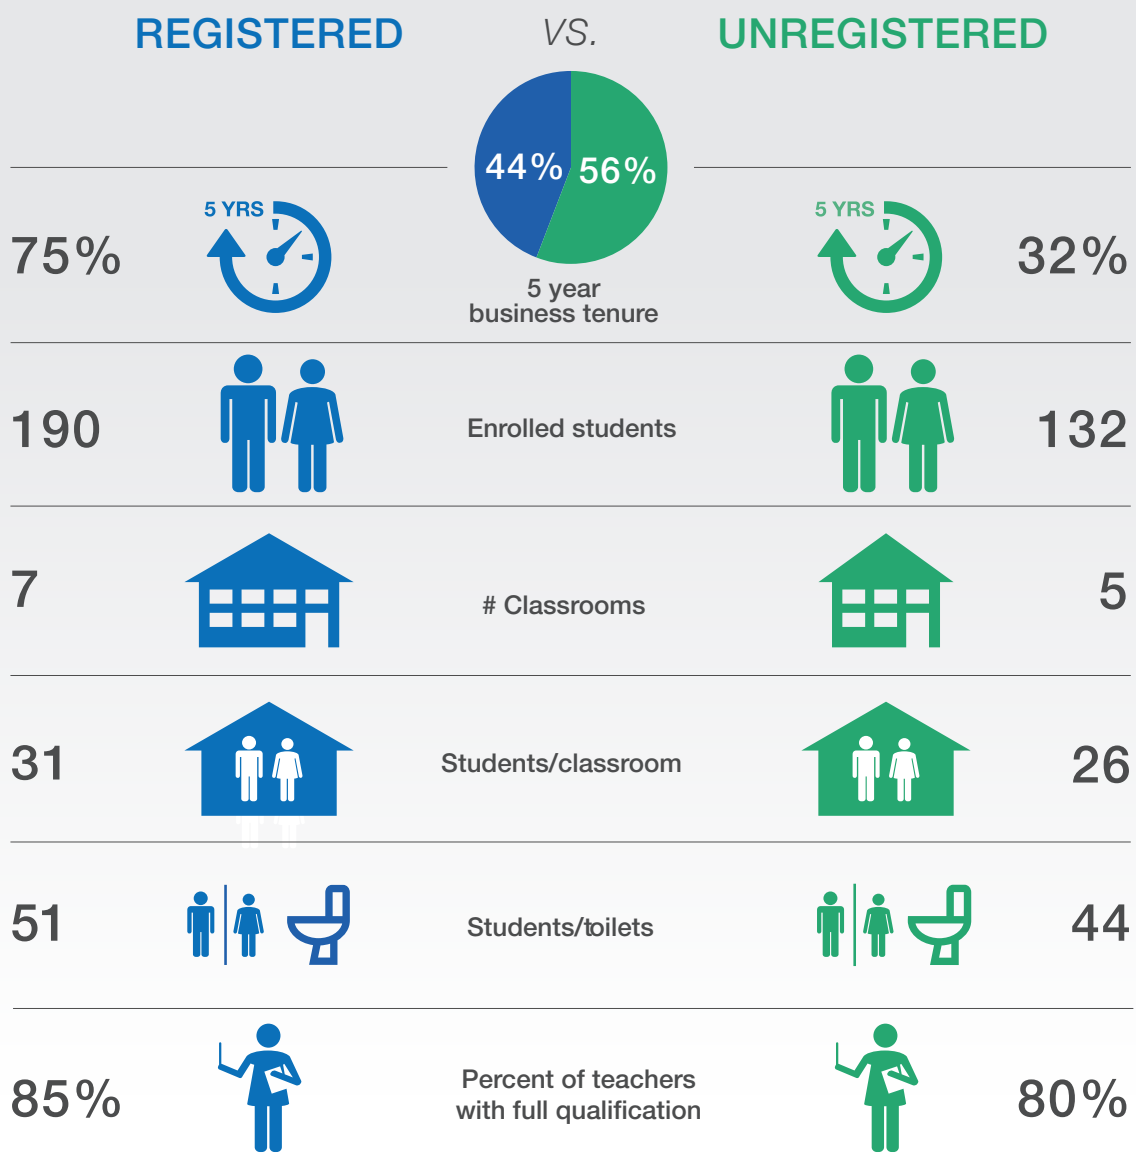 REGISTERED
VS.
UNREGISTERED
44%
56%
5 YRS
75%
5 year
business tenure
5 YRS
32%
190
Enrolled students
132
7
# Classrooms
5
31
Students/classroom
26
51
Students/toilets
44
85%
Percent of teachers
with full qualification
80%